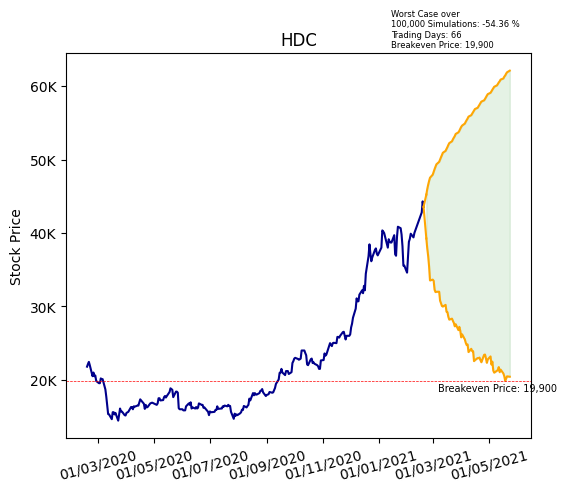 Worst Case over
100,000 Simulations: -54.36 %
Trading Days: 66
Breakeven Price: 19,900
HDC
Stock Price
60K
50K
40K
30K
20K
Breakeven Price: 19,900
01/03/2020
01/05/2020
01/07/2020
01/09/2020
01/11/2020
01/01/2021
01/03/2021
01/05/2021